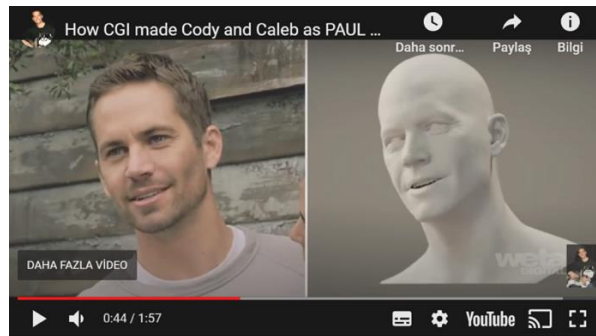 How CGI made Cody and Caleb as PAUL ...
Daha sonr...
Paylaş
Bilgi
weta
DAHA FAZLA VİDEO
0:44 / 1:57
YouTube